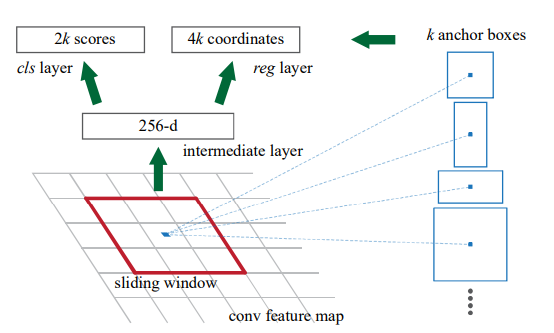 2k scores
4k coordinates
k anchor boxes
cls layer
reg layer
256-d
intermediate layer
sliding window
conv feature map